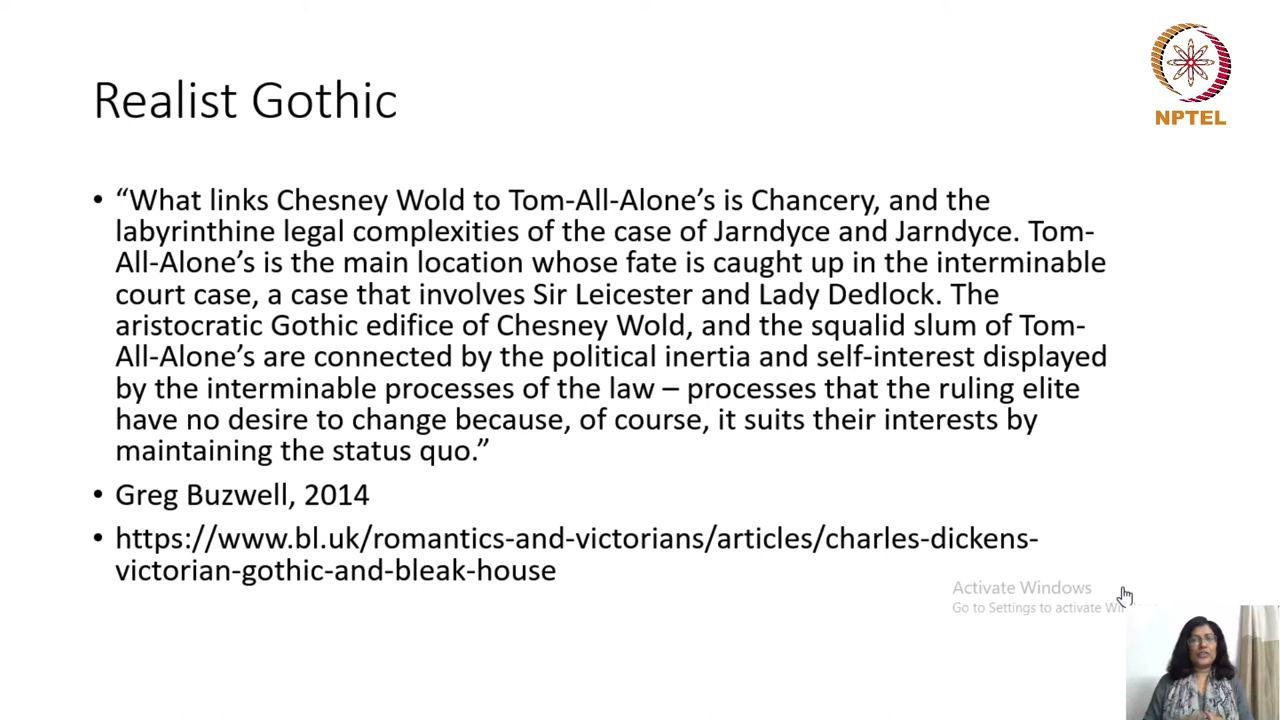 Realist Gothic
NPTEL
• “What links Chesney Wold to Tom-All-Alone’s is Chancery, and the
labyrinthine legal complexities of the case of Jarndyce and Jarndyce. Tom-
All-Alone’s is the main location whose fate is caught up in the interminable
court case, a case that involves Sir Leicester and Lady Dedlock. The
aristocratic Gothic edifice of Chesney Wold, and the squalid slum of Tom-
All-Alone’s are connected by the political inertia and self-interest displayed
by the interminable processes of the law – processes that the ruling elite
have no desire to change because, of course, it suits their interests by
maintaining the status quo.”
• Greg Buzwell, 2014
• https://www.bl.uk/romantics-and-victorians/articles/charles-dickens-
victorian-gothic-and-bleak-house
Activate Windows
Go to Settings to activate